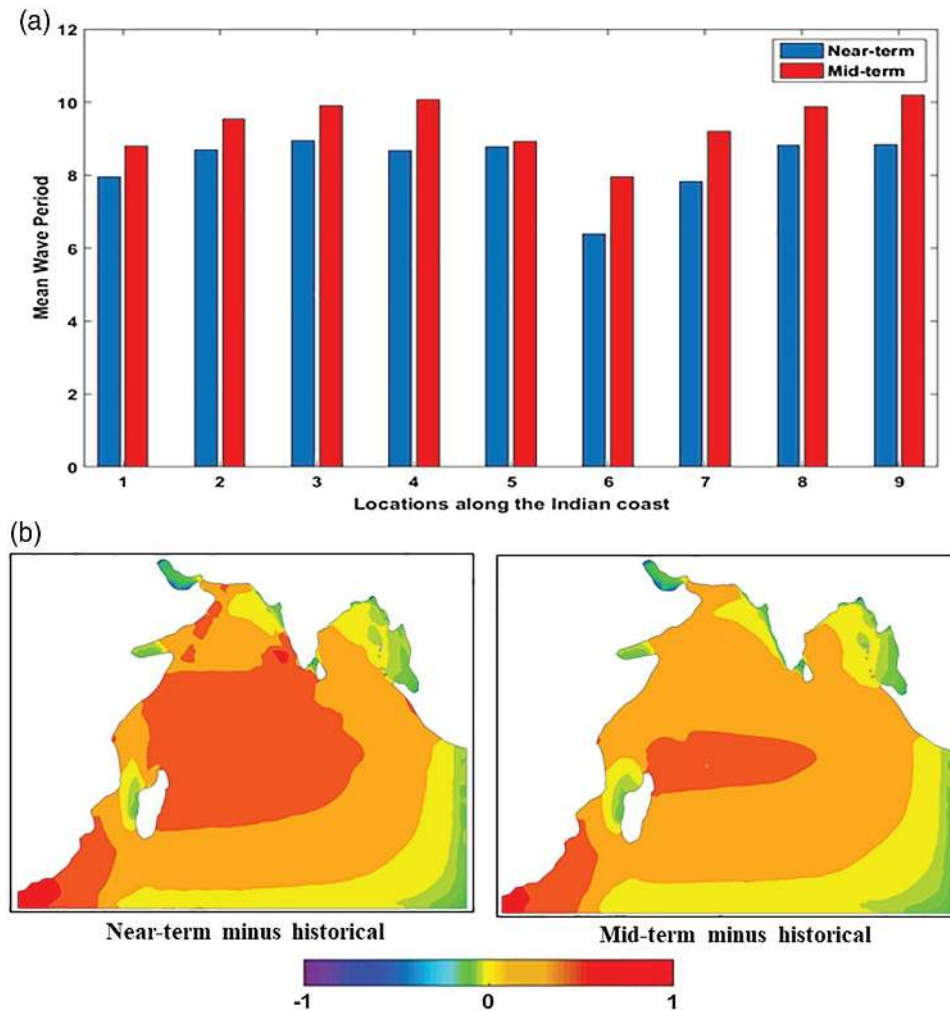 (a)
12
10
8
6
4
2
0
Mean Wave Period
Near-term
Mid-term
1 2 3 4 5 6 7 8 9
Locations along the Indian coast
(b)
Near-term minus historical
Mid-term minus historical
-1 0 1